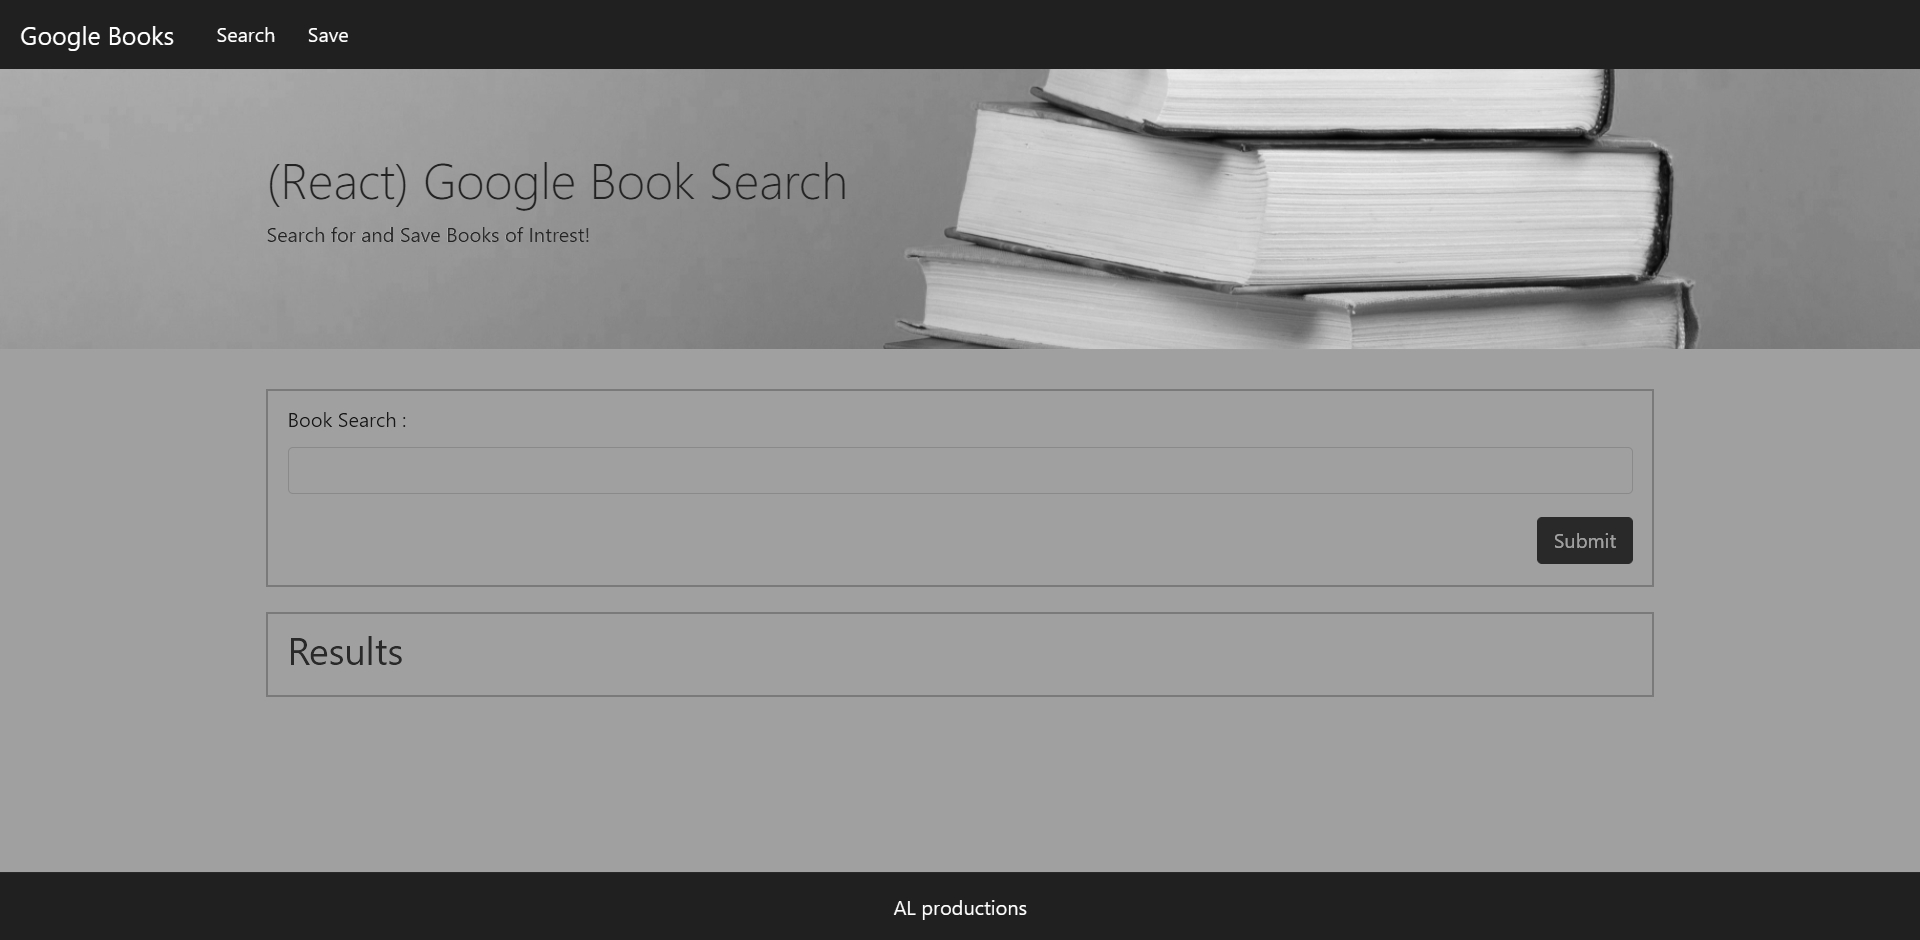 Google Books Search Save
(React) Google Book Search
Search for and Save Books of Intrest!
Book Search :
Submit
Results
AL productions